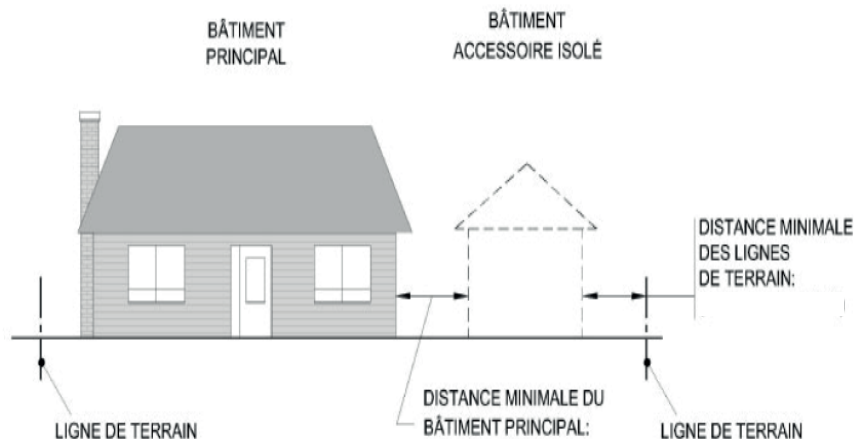 BÂTIMENT
PRINCIPAL
BÂTIMENT
ACCESSOIRE ISOLÉ
DISTANCE MINIMALE
DES LIGNES
DE TERRAIN:
DISTANCE MINIMALE DU
BÂTIMENT PRINCIPAL:
LIGNE DE TERRAIN
LIGNE DE TERRAIN